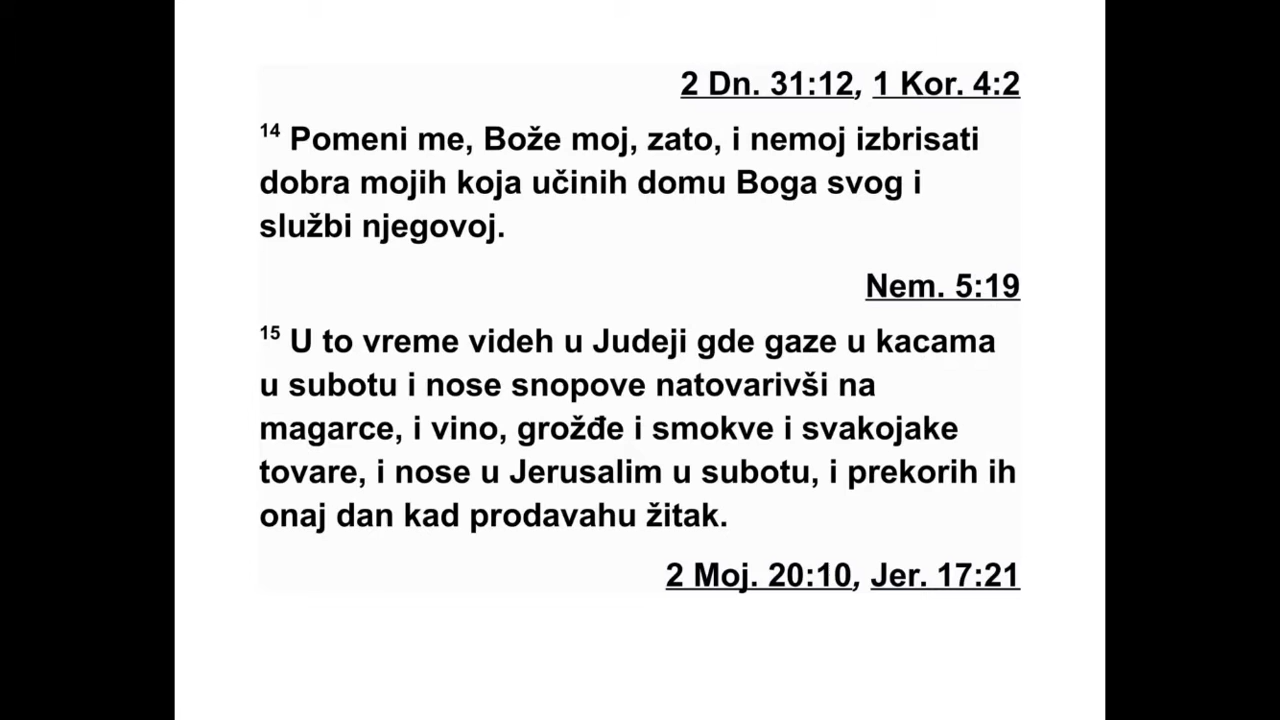 2 Dn. 31:12, 1 Kor. 4:2
14 Pomeni me, Bože moj, zato, i nemoj izbrisati
dobra mojih koja učinih domu Boga svog i
službi njegovoj.
Nem. 5:19
15 U to vreme videh u Judeji gde gaze u kacama
u subotu i nose snopove natovarivši na
magarce, i vino, grožđe i smokve i svakojake
tovare, i nose u Jerusalim u subotu, i prekorih ih
onaj dan kad prodavahu žitak.
2 Moj. 20:10, Jer. 17:21